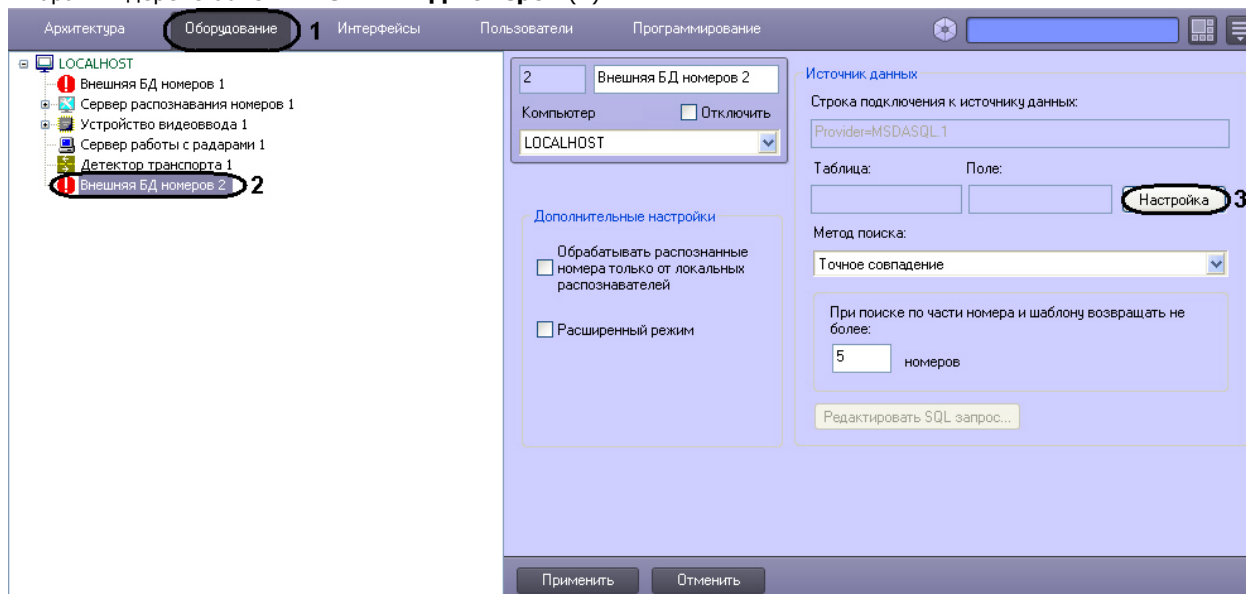 Архитектура Оборудование 1 Интерфейсы Пользователи Программирование
LOCALHOST
Внешняя БД номеров 1
Сервер распознавания номеров 1
Устройство видеоввода 1
Сервер работы с радарами 1
Детектор транспорта 1
Внешняя БД номеров 2 2
2 Внешняя БД номеров 2
Компьютер Отключить
LOCALHOST
Дополнительные настройки
Обрабатывать распознанные
номера только от локальных
распознавателей
Расширенный режим
Источник данных
Строка подключения к источнику данных:
Provider=MSDASQL.1
Таблица: Поле:
Настройка 3
Метод поиска:
Точное совпадение
При поиске по части номера и шаблону возвращать не
более:
5 номеров
Редактировать SQL запрос...
Применить Отменить